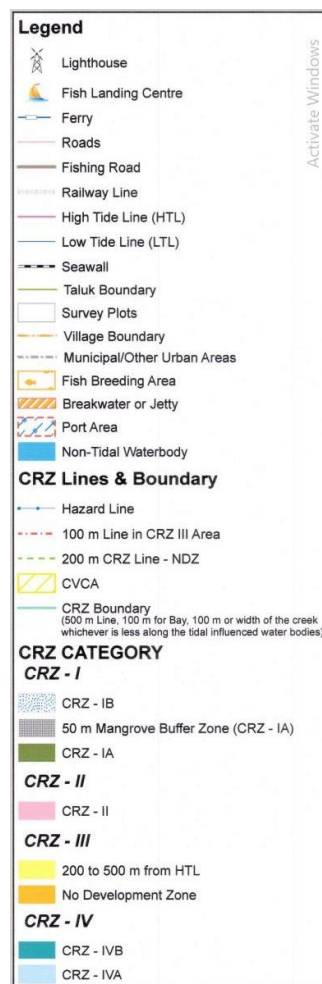 Legend
Lighthouse
Fish Landing Centre
Ferry
Roads
Fishing Road
Railway Line
High Tide Line (HTL)
Low Tide Line (LTL)
Seawall
Taluk Boundary
Survey Plots
Village Boundary
Municipal/Other Urban Areas
Fish Breeding Area
Breakwater or Jetty
Port Area
Non-Tidal Waterbody
CRZ Lines & Boundary
Hazard Line
100 m Line in CRZ III Area
200 m CRZ Line - NDZ
CVCA
CRZ Boundary
(500 m Line, 100 m for Bay, 100 m or width of the creek
whichever is less along the tidal influenced water bodies)
CRZ CATEGORY
CRZ - I
CRZ - IB
50 m Mangrove Buffer Zone (CRZ - IA)
CRZ - IA
CRZ - II
CRZ - II
CRZ - III
200 to 500 m from HTL
No Development Zone
CRZ - IV
CRZ - IVB
CRZ - IVA
Activate Windows